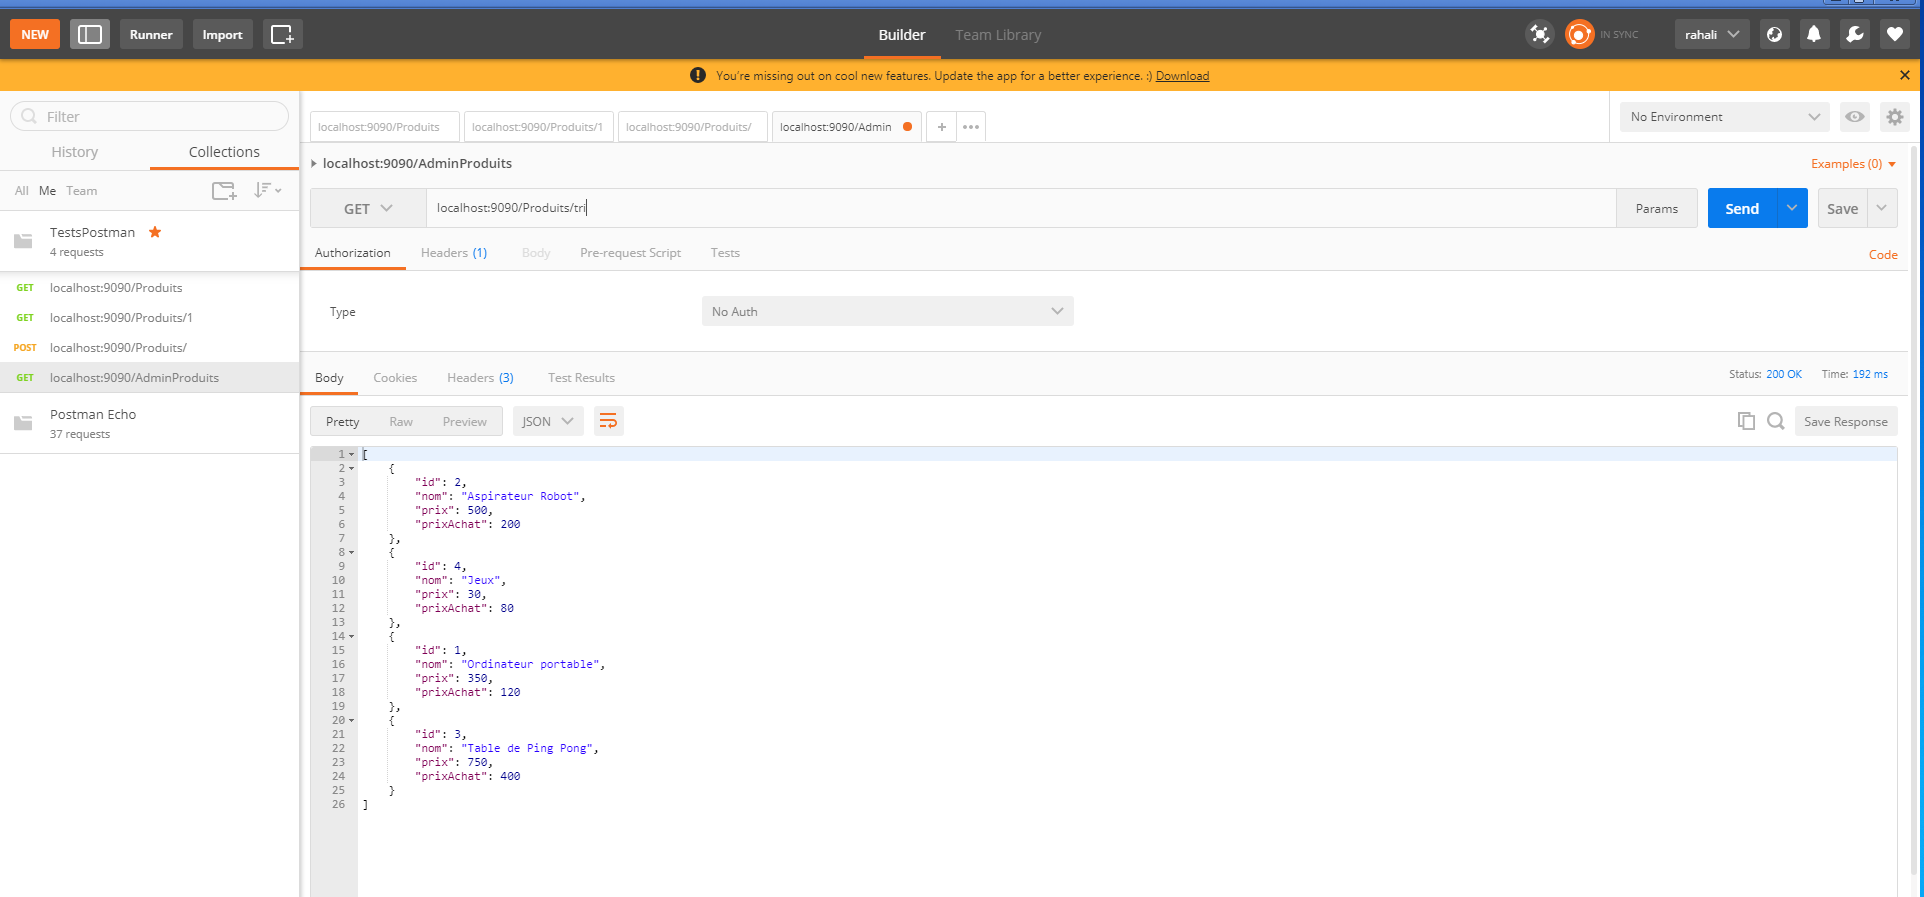 NEW Runner Import Builder Team Library IN SYNC rahali
You're missing out on cool new features. Update the app for a better experience. :) Download
Filter
History Collections
All Me Team
TestsPostman
4 requests
GET localhost:9090/Produits
GET localhost:9090/Produits/1
POST localhost:9090/Produits/
GET localhost:9090/AdminProduits
Postman Echo
37 requests
localhost:9090/Produits localhost:9090/Produits/1 localhost:9090/Produits/ localhost:9090/Admin No Environment
localhost:9090/AdminProduits Examples (0)
GET localhost:9090/Produits/tri Params Send Save
Authorization Headers (1) Body Pre-request Script Tests Code
Type No Auth
Body Cookies Headers (3) Test Results Status: 200 OK Time: 192 ms
Pretty Raw Preview JSON Save Response
1 [
2 {
3 "id": 2,
4 "nom": "Aspirateur Robot",
5 "prix": 500,
6 "prixAchat": 200
7 },
8 {
9 "id": 4,
10 "nom": "Jeux",
11 "prix": 30,
12 "prixAchat": 80
13 },
14 {
15 "id": 1,
16 "nom": "Ordinateur portable",
17 "prix": 350,
18 "prixAchat": 120
19 },
20 {
21 "id": 3,
22 "nom": "Table de Ping Pong",
23 "prix": 750,
24 "prixAchat": 400
25 }
26 ]